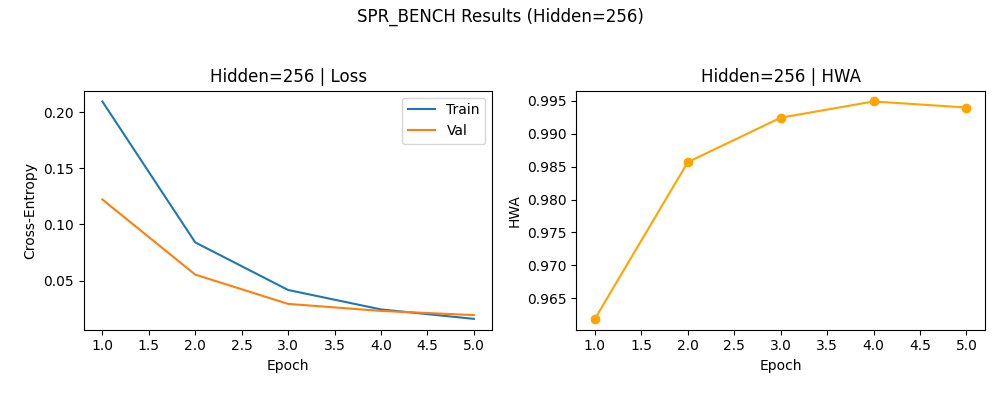 SPR_BENCH Results (Hidden=256)
Hidden=256 | Loss
Cross-Entropy
0.20
0.15
0.10
0.05
Train
Val
1.0 1.5 2.0 2.5 3.0 3.5 4.0 4.5 5.0
Epoch
Hidden=256 | HWA
HWA
0.995
0.990
0.985
0.980
0.975
0.970
0.965
1.0 1.5 2.0 2.5 3.0 3.5 4.0 4.5 5.0
Epoch